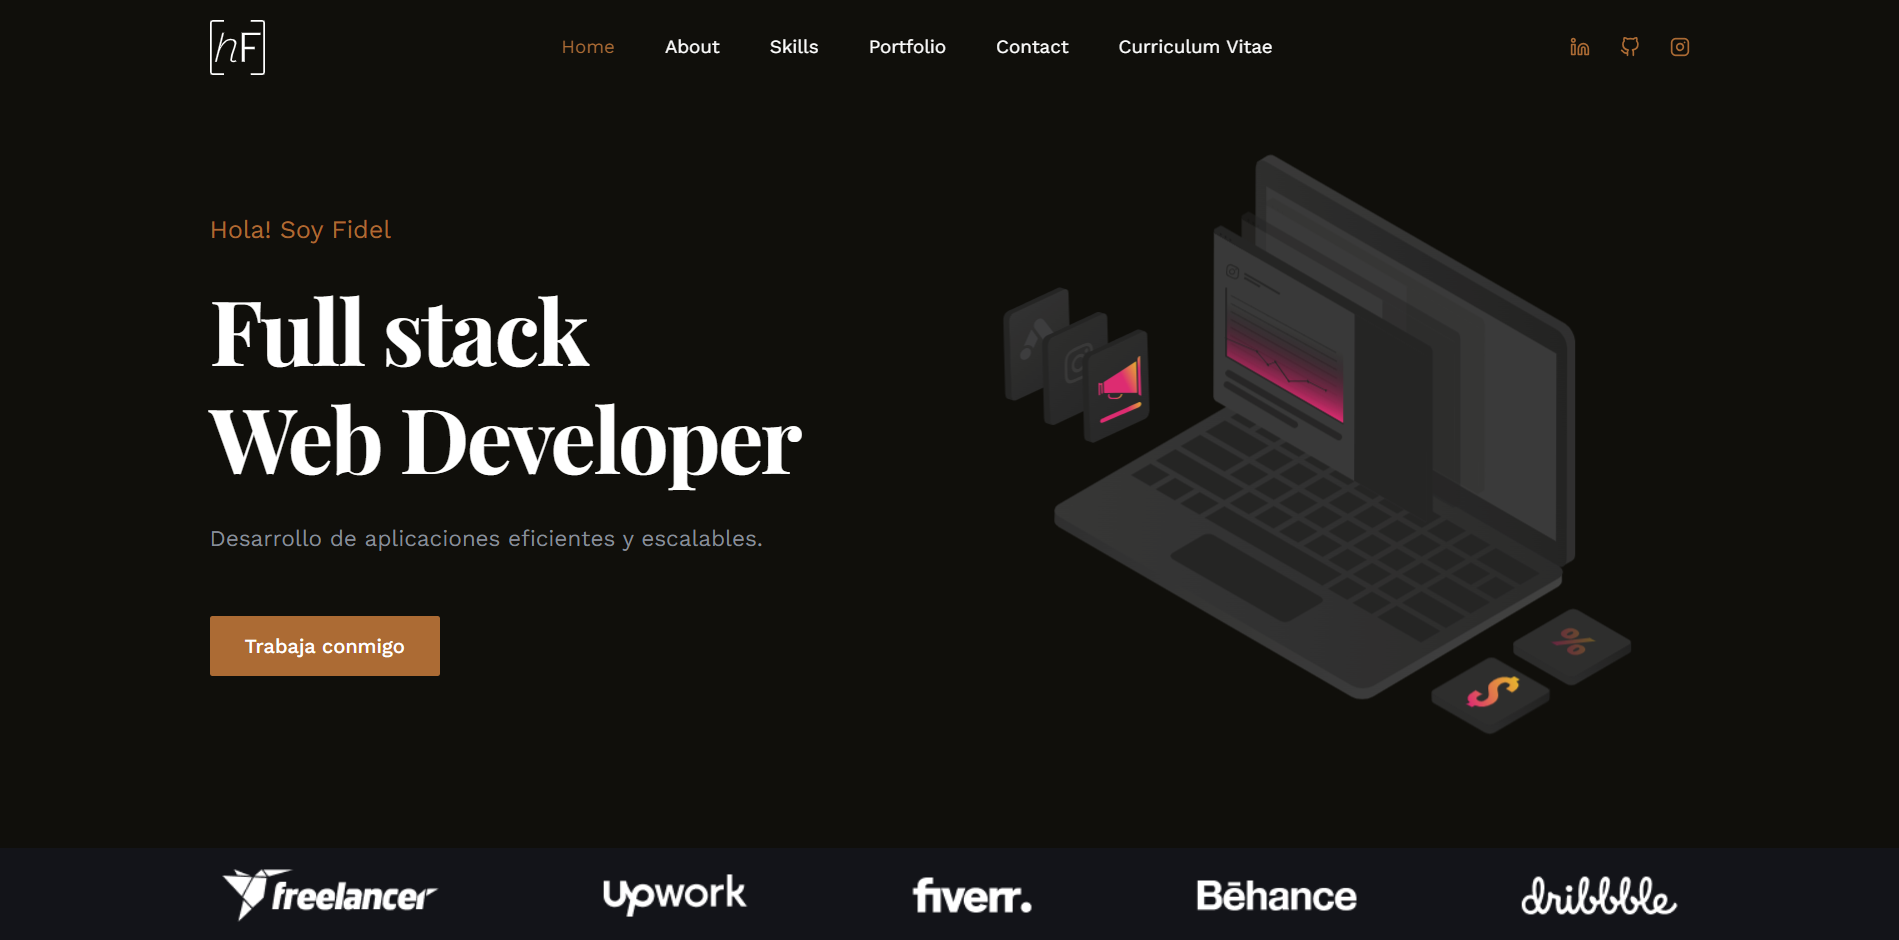 hF
Home
About
Skills
Portfolio
Contact
Curriculum Vitae
Hola! Soy Fidel
Full stack
Web Developer
Desarrollo de aplicaciones eficientes y escalables.
Trabaja conmigo
%
$
freelancer
upwork
fiverr.
Bēhance
dribbble